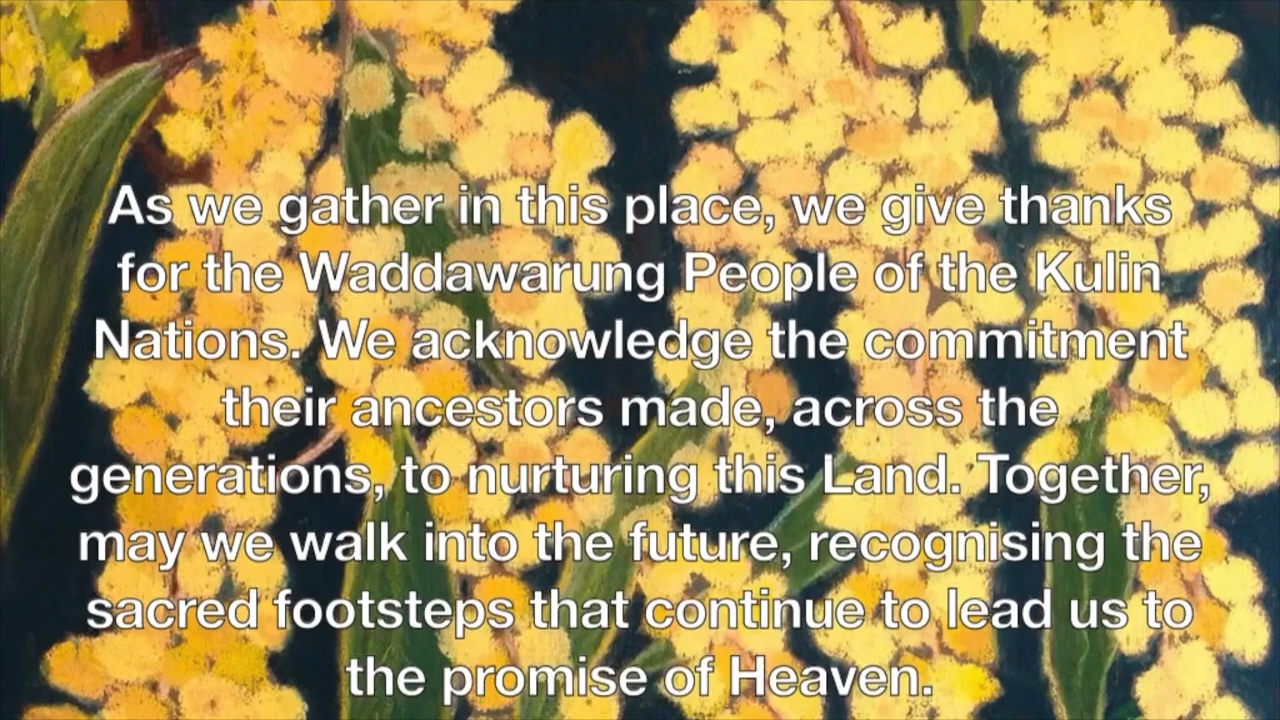 As we gather in this place, we give thanks
for the Waddawarung People of the Kulin
Nations. We acknowledge the commitment
their ancestors made, across the
generations, to nurturing this Land. Together,
may we walk into the future, recognising the
sacred footsteps that continue to lead us to
the promise of Heaven.